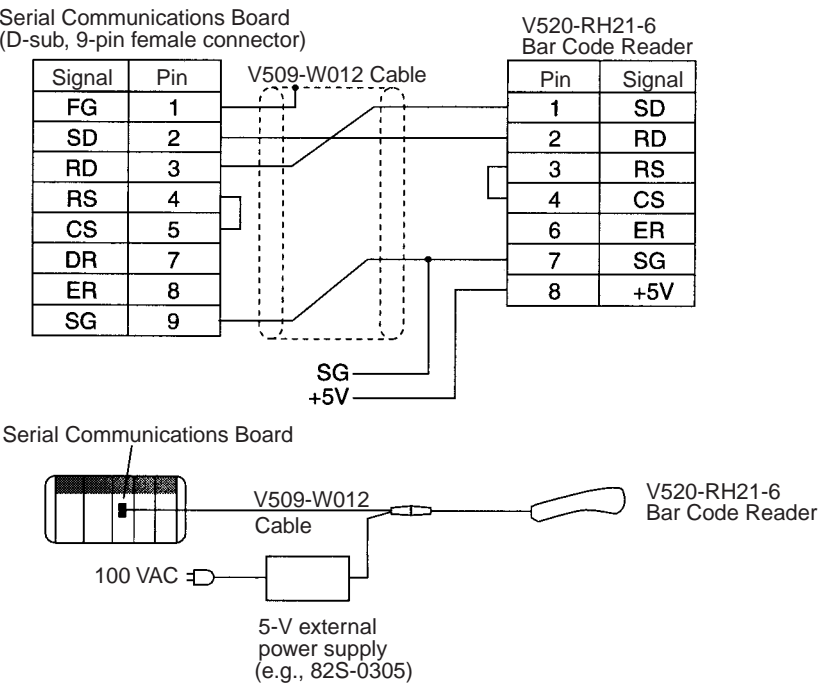 Serial Communications Board
(D-sub, 9-pin female connector)
V520-RH21-6
Bar Code Reader
V509-W012 Cable
Signal Pin
FG 1
SD 2
RD 3
RS 4
CS 5
DR 7
ER 8
SG 9
Pin Signal
1 SD
2 RD
3 RS
4 CS
6 ER
7 SG
8 +5V
SG
+5V
Serial Communications Board
V509-W012
Cable
V520-RH21-6
Bar Code Reader
100 VAC
5-V external
power supply
(e.g., 82S-0305)